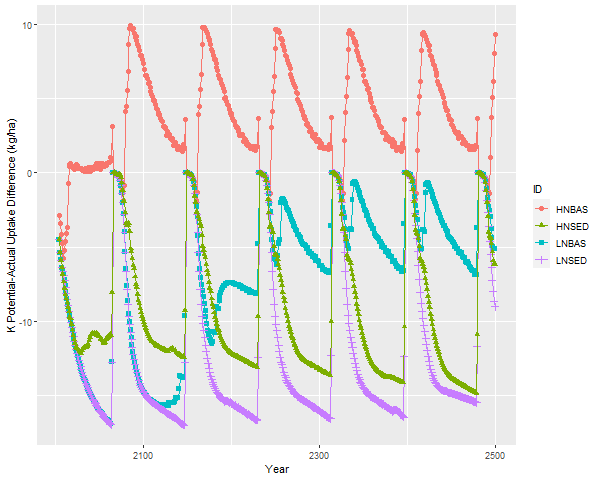 10
0
-10
K Potential-Actual Uptake Difference (kg/ha)
2100
2300
2500
Year
ID
HNBAS
HNSED
LNBAS
LNSED